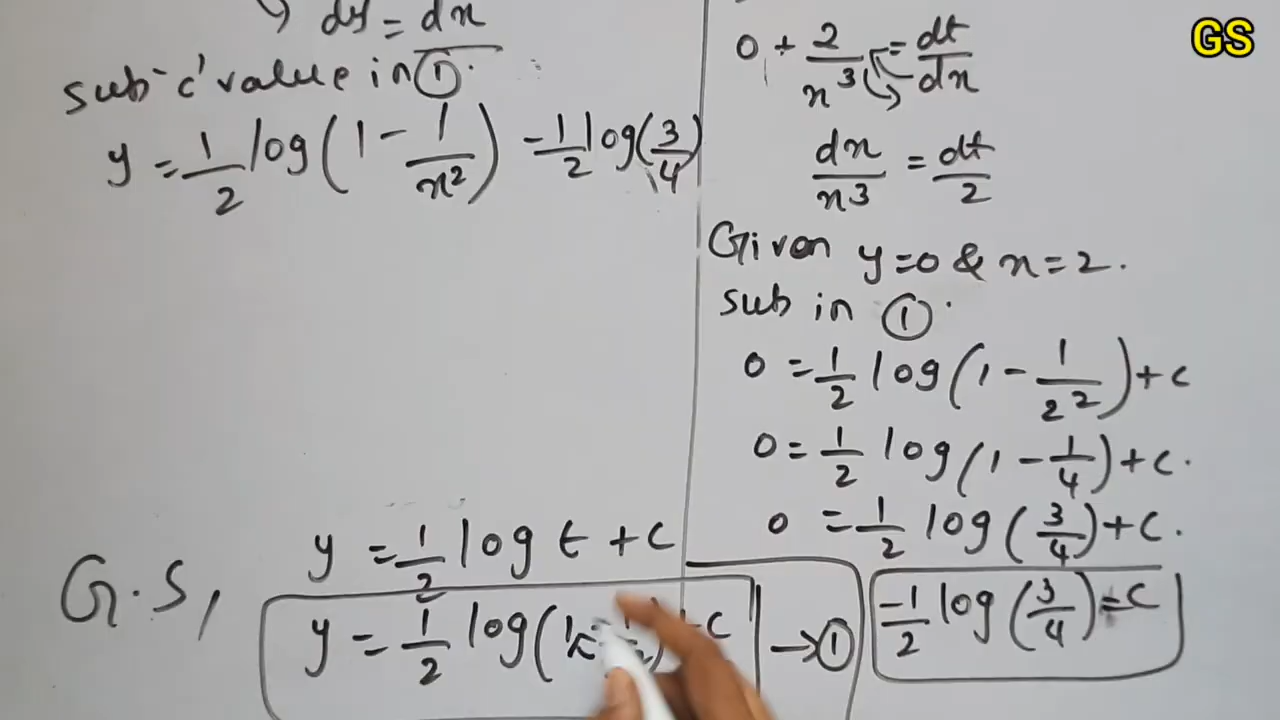 dy = dx
sub 'c' value in ①.
y = 1/2 log(1 - 1/x²) - 1/2 log(3/4)
G.S, y = 1/2 log t + c
y = 1/2 log(1 - 1/x²) + c → ①
GS
0 + 2/x³ = dt/dx
dx/x³ = dt/2
Given y=0 & x=2.
sub in ①.
0 = 1/2 log(1 - 1/2²) + c
0 = 1/2 log(1 - 1/4) + c.
0 = 1/2 log(3/4) + c.
-1/2 log(3/4) = c